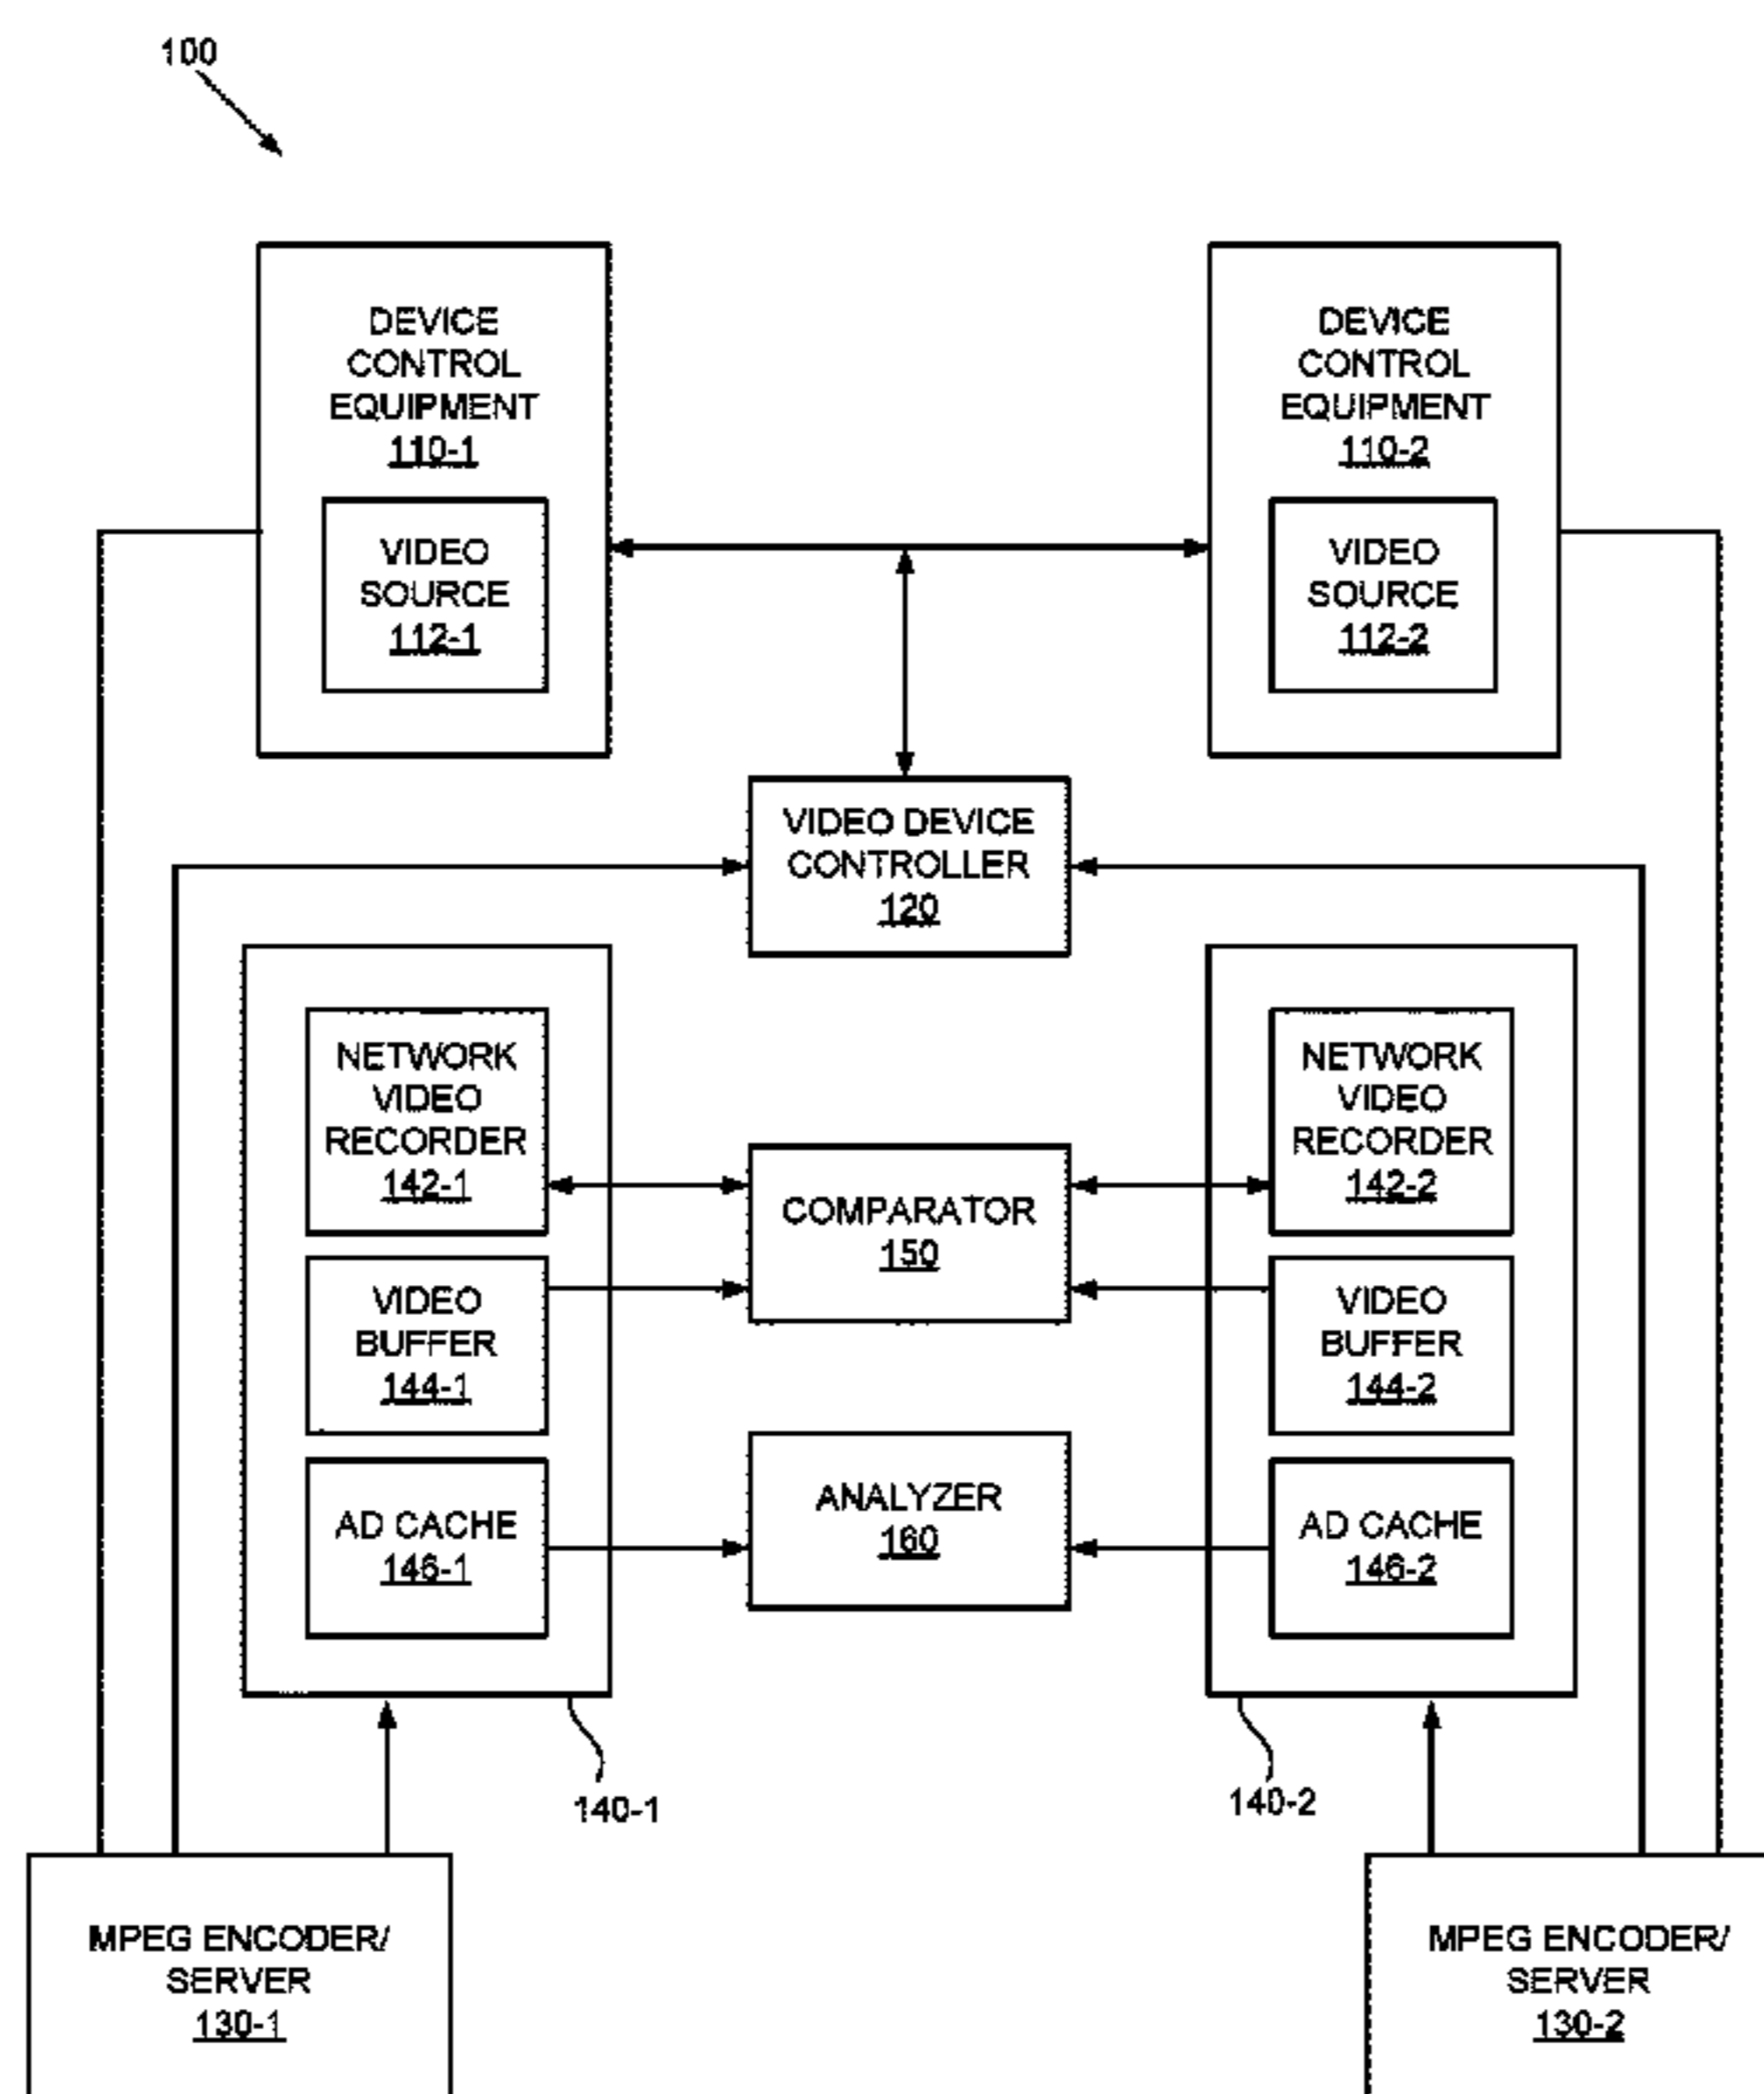 100
DEVICE
CONTROL
EQUIPMENT
110-1
VIDEO
SOURCE
112-1
DEVICE
CONTROL
EQUIPMENT
110-2
VIDEO
SOURCE
112-2
VIDEO DEVICE
CONTROLLER
120
NETWORK
VIDEO
RECORDER
142-1
VIDEO
BUFFER
144-1
AD CACHE
146-1
COMPARATOR
150
ANALYZER
160
NETWORK
VIDEO
RECORDER
142-2
VIDEO
BUFFER
144-2
AD CACHE
146-2
140-1
140-2
MPEG ENCODER/
SERVER
130-1
MPEG ENCODER/
SERVER
130-2